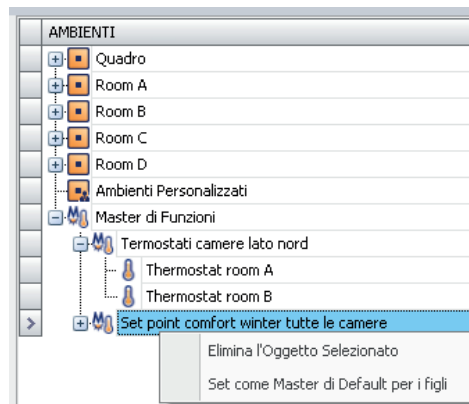 AMBIENTI
Quadro
Room A
Room B
Room C
Room D
Ambienti Personalizzati
Master di Funzioni
Termostati camere lato nord
Thermostat room A
Thermostat room B
Set point comfort winter tutte le camere
Elimina l'Oggetto Selezionato
Set come Master di Default per i figli